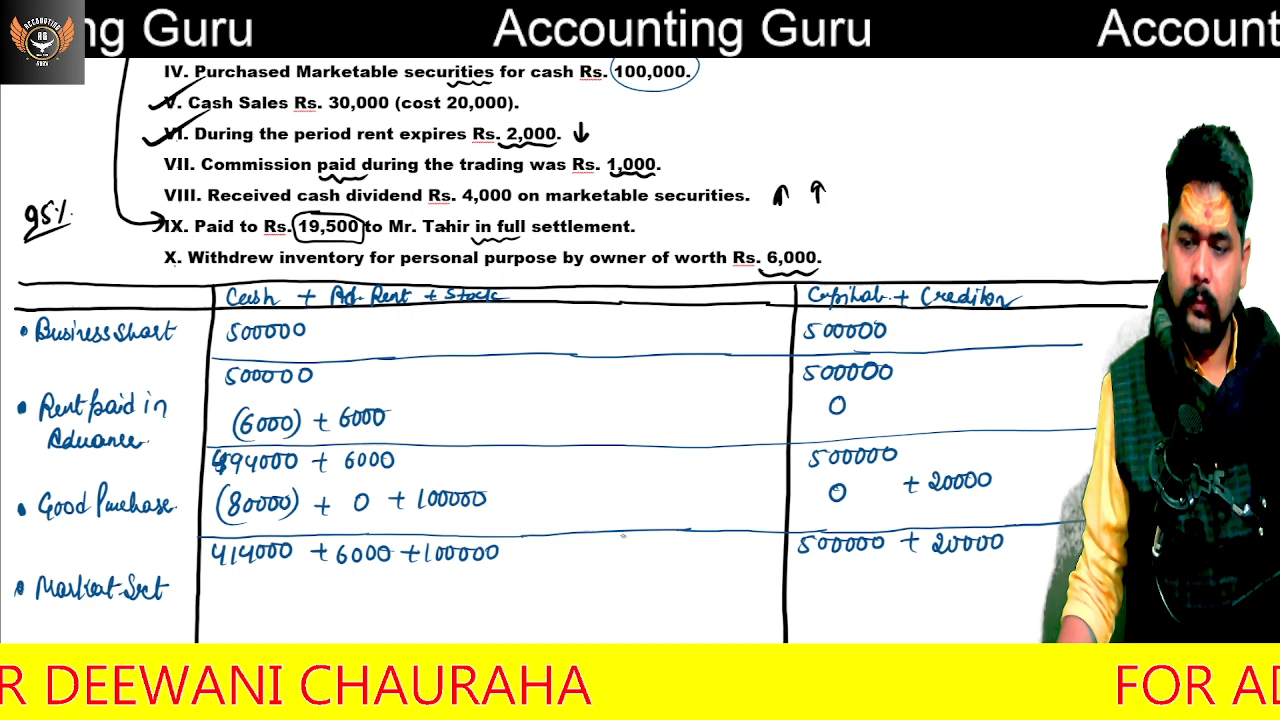 ng Guru Accounting Guru Account
ACCOUNTING
AG
GURU
IV. Purchased Marketable securities for cash Rs. 100,000.
V. Cash Sales Rs. 30,000 (cost 20,000).
VI. During the period rent expires Rs. 2,000. ↓
VII. Commission paid during the trading was Rs. 1,000.
VIII. Received cash dividend Rs. 4,000 on marketable securities. ↑ ↑
95%
IX. Paid to Rs. 19,500 to Mr. Tahir in full settlement.
X. Withdrew inventory for personal purpose by owner of worth Rs. 6,000.
Cash + Ad. Rent + Stock Capital + Creditor
• Business start 500000 500000
500000 500000
• Rent paid in (6000) + 6000 0
Advance
494000 + 6000 500000
• Good Purchase (80000) + 0 + 100000 0 + 20000
414000 + 6000 + 100000 500000 + 20000
• Market Sect
R DEEWANI CHAURAHA FOR AD